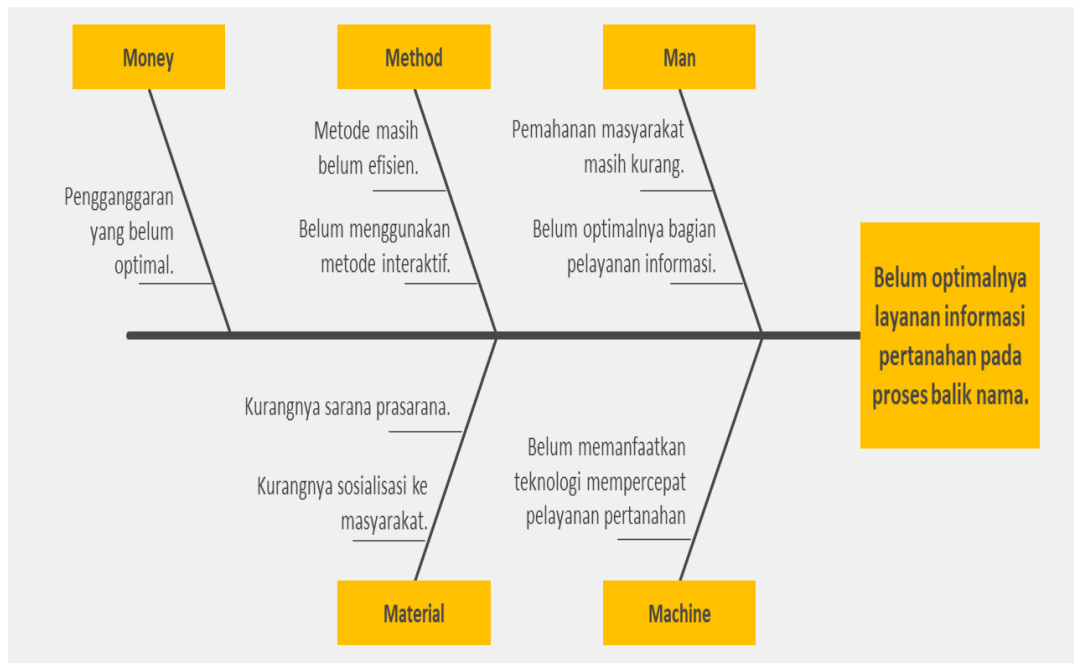 Money
Method
Man
Metode masih
belum efisien.
Pemahanan masyarakat
masih kurang.
Pengganggaran
yang belum
optimal.
Belum menggunakan
metode interaktif.
Belum optimalnya bagian
pelayanan informasi.
Belum optimalnya
layanan informasi
pertanahan pada
proses balik nama.
Kurangnya sarana prasarana.
Kurangnya sosialisasi ke
masyarakat.
Belum memanfaatkan
teknologi mempercepat
pelayanan pertanahan
Material
Machine